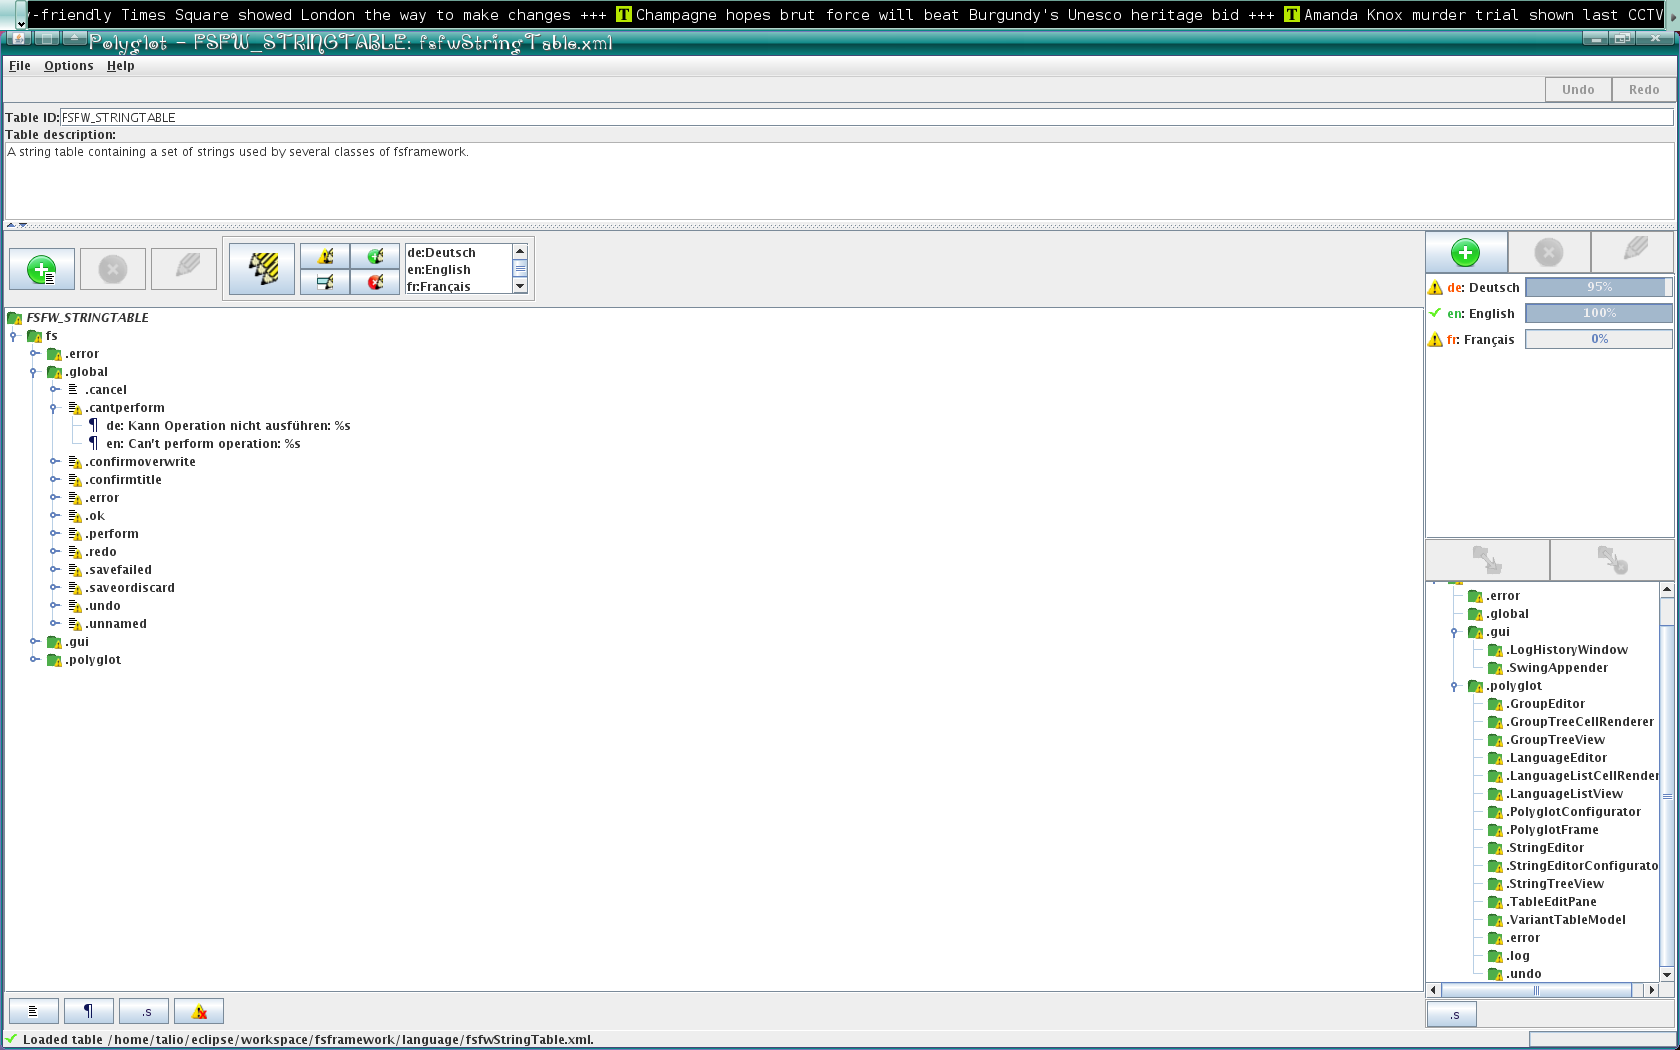 -friendly Times Square showed London the way to make changes +++ T Champagne hopes brut force will beat Burgundy's Unesco heritage bid +++ T Amanda Knox murder trial shown last CCTV
Polyglot - FSFW_STRINGTABLE: fsfwStringTable.xml
File Options Help
Undo Redo
Table ID: FSFW_STRINGTABLE
Table description:
A string table containing a set of strings used by several classes of fsframework.
de:Deutsch
en:English
fr:Français
FSFW_STRINGTABLE
fs
.error
.global
.cancel
.cantperform
¶ de: Kann Operation nicht ausführen: %s
¶ en: Can't perform operation: %s
.confirmoverwrite
.confirmtitle
.error
.ok
.perform
.redo
.savefailed
.saveordiscard
.undo
.unnamed
.gui
.polyglot
de: Deutsch 95%
en: English 100%
fr: Français 0%
.error
.global
.gui
.LogHistoryWindow
.SwingAppender
.polyglot
.GroupEditor
.GroupTreeCellRenderer
.GroupTreeView
.LanguageEditor
.LanguageListCellRender
.LanguageListView
.PolyglotConfigurator
.PolyglotFrame
.StringEditor
.StringEditorConfigurato
.StringTreeView
.TableEditPane
.VariantTableModel
.error
.log
.undo
¶ .s
.s
Loaded table /home/talio/eclipse/workspace/fsframework/language/fsfwStringTable.xml.